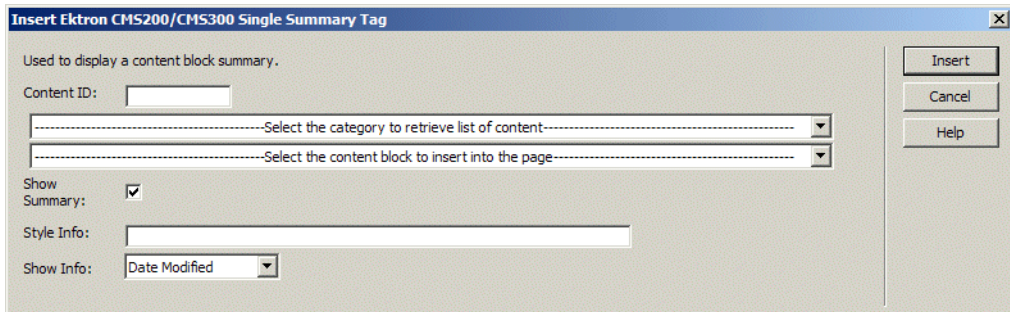 Insert Ektron CMS200/CMS300 Single Summary Tag
Used to display a content block summary.
Insert
Content ID:
Cancel
---------------------------------------------Select the category to retrieve list of content-------------------------------------------------
Help
---------------------------------------------Select the content block to insert into the page-----------------------------------------------
Show
Summary:
Style Info:
Show Info:
Date Modified